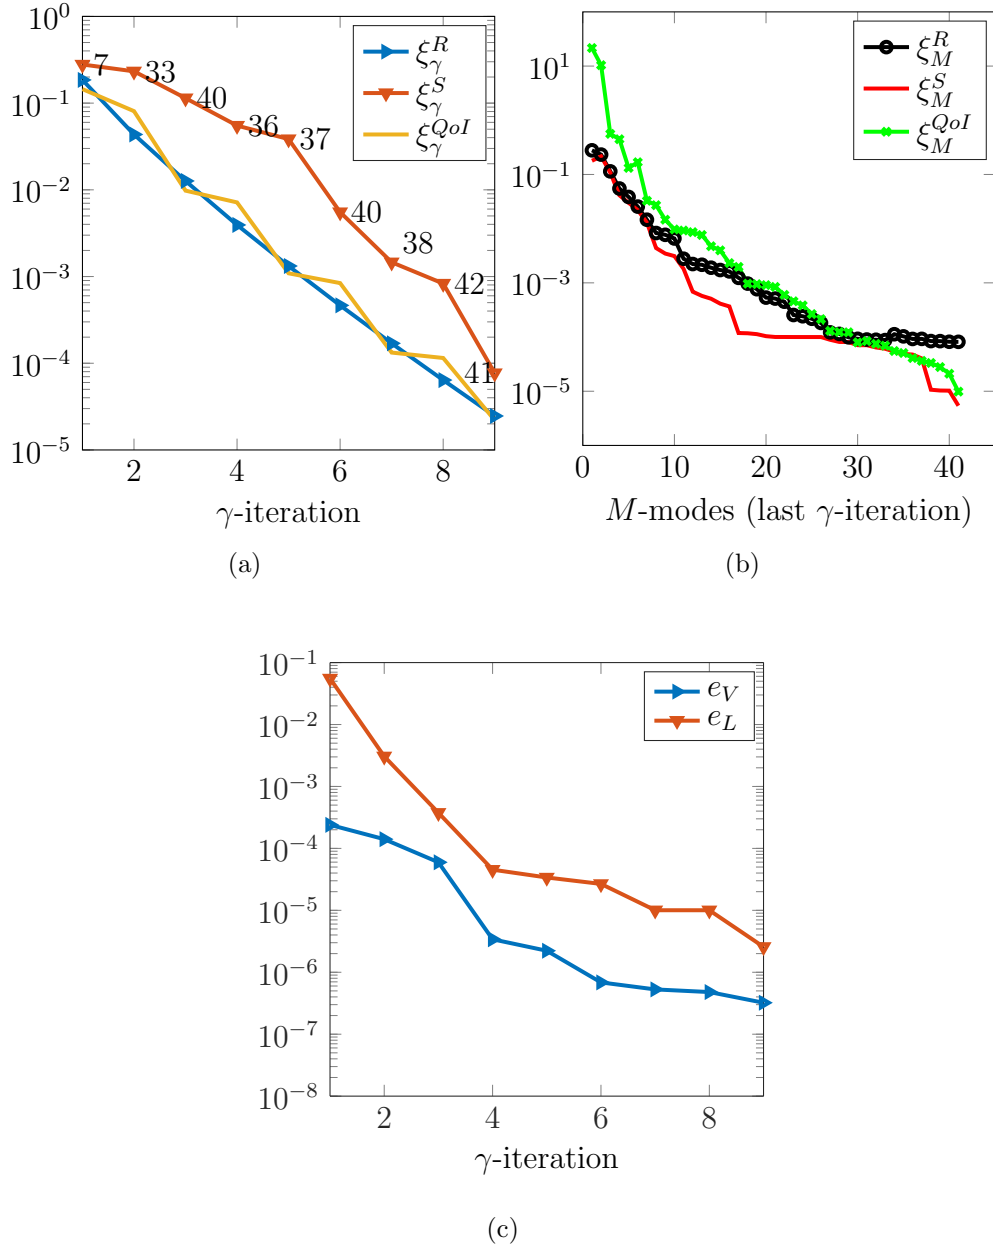 10^0
10^{-1}
10^{-2}
10^{-3}
10^{-4}
10^{-5}
2
4
6
8
7
33
40
36
37
40
38
42
41
ξ_γ^R
ξ_γ^S
ξ_γ^{QoI}
γ-iteration
(a)
10^1
10^{-1}
10^{-3}
10^{-5}
0
10
20
30
40
ξ_M^R
ξ_M^S
ξ_M^{QoI}
M-modes (last γ-iteration)
(b)
10^{-1}
10^{-2}
10^{-3}
10^{-4}
10^{-5}
10^{-6}
10^{-7}
10^{-8}
2
4
6
8
e_V
e_L
γ-iteration
(c)